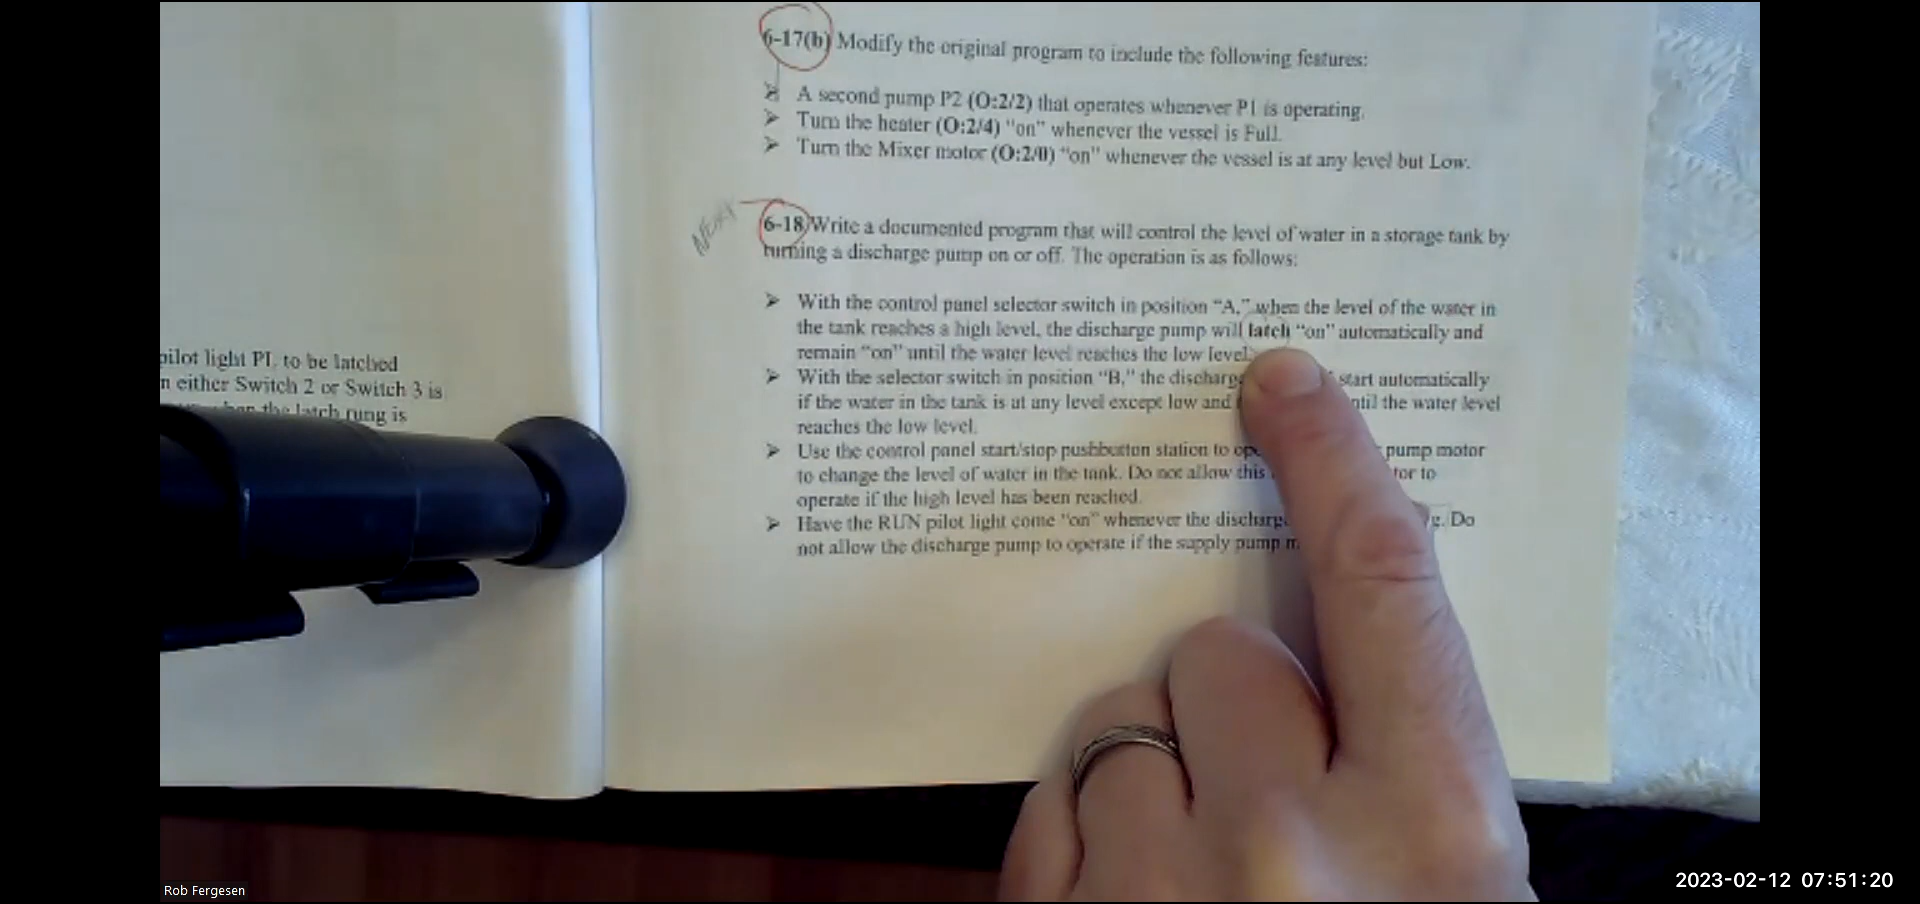 6-17(b) Modify the original program to include the following features:
➤ A second pump P2 (O:2/2) that operates whenever P1 is operating.
➤ Turn the heater (O:2/4) “on” whenever the vessel is Full.
➤ Turn the Mixer motor (O:2/0) “on” whenever the vessel is at any level but Low.
NEXT
6-18 Write a documented program that will control the level of water in a storage tank by
turning a discharge pump on or off. The operation is as follows:
➤ With the control panel selector switch in position “A,” when the level of the water in
the tank reaches a high level, the discharge pump will latch “on” automatically and
remain “on” until the water level reaches the low level.
➤ With the selector switch in position “B,” the discharge start automatically
if the water in the tank is at any level except low and until the water level
reaches the low level.
➤ Use the control panel start/stop pushbutton station to pump motor
to change the level of water in the tank. Do not allow this to
operate if the high level has been reached.
➤ Have the RUN pilot light come “on” whenever the discharge Do
not allow the discharge pump to operate if the supply pump
pilot light PL to be latched
either Switch 2 or Switch 3 is
the latch rung is
Rob Fergesen
2023-02-12 07:51:20